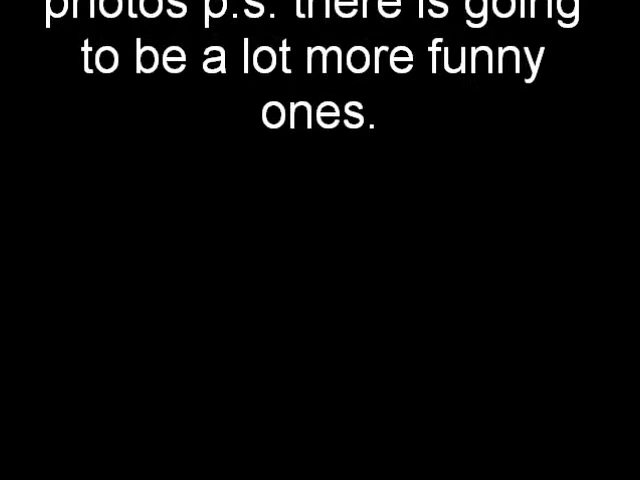 photos p.s. there is going
to be a lot more funny
ones.